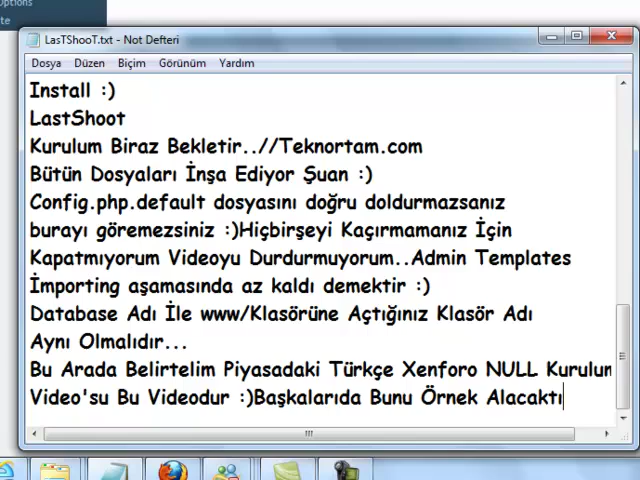 Options
te
LasTShooT.txt - Not Defteri
Dosya Düzen Biçim Görünüm Yardım
Install :)
LastShoot
Kurulum Biraz Bekletir..//Teknortam.com
Bütün Dosyaları İnşa Ediyor Şuan :)
Config.php.default dosyasını doğru doldurmazsanız
burayı göremezsiniz :)Hiçbirşeyi Kaçırmamanız İçin
Kapatmıyorum Videoyu Durdurmuyorum..Admin Templates
İmporting aşamasında az kaldı demektir :)
Database Adı İle www/Klasörüne Açtığınız Klasör Adı
Aynı Olmalıdır...
Bu Arada Belirtelim Piyasadaki Türkçe Xenforo NULL Kurulum
Video'su Bu Videodur :)Başkalarıda Bunu Örnek Alacaktı